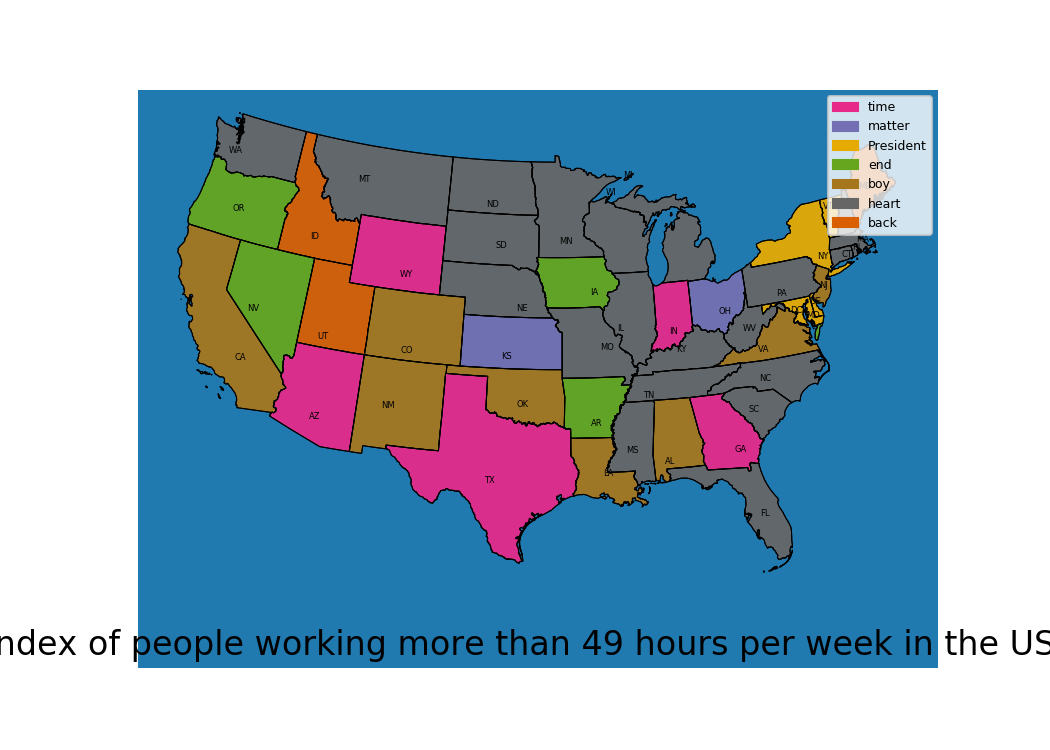 time
matter
President
end
boy
heart
back
WA
MT
ND
MN
WI
MI
OR
ID
SD
WY
NE
IA
NV
UT
CO
KS
MO
IL
IN
OH
PA
NY
NJ
CT
WV
VA
KY
CA
AZ
NM
OK
AR
TN
NC
SC
MS
AL
GA
TX
LA
FL
ndex of people working more than 49 hours per week in the US